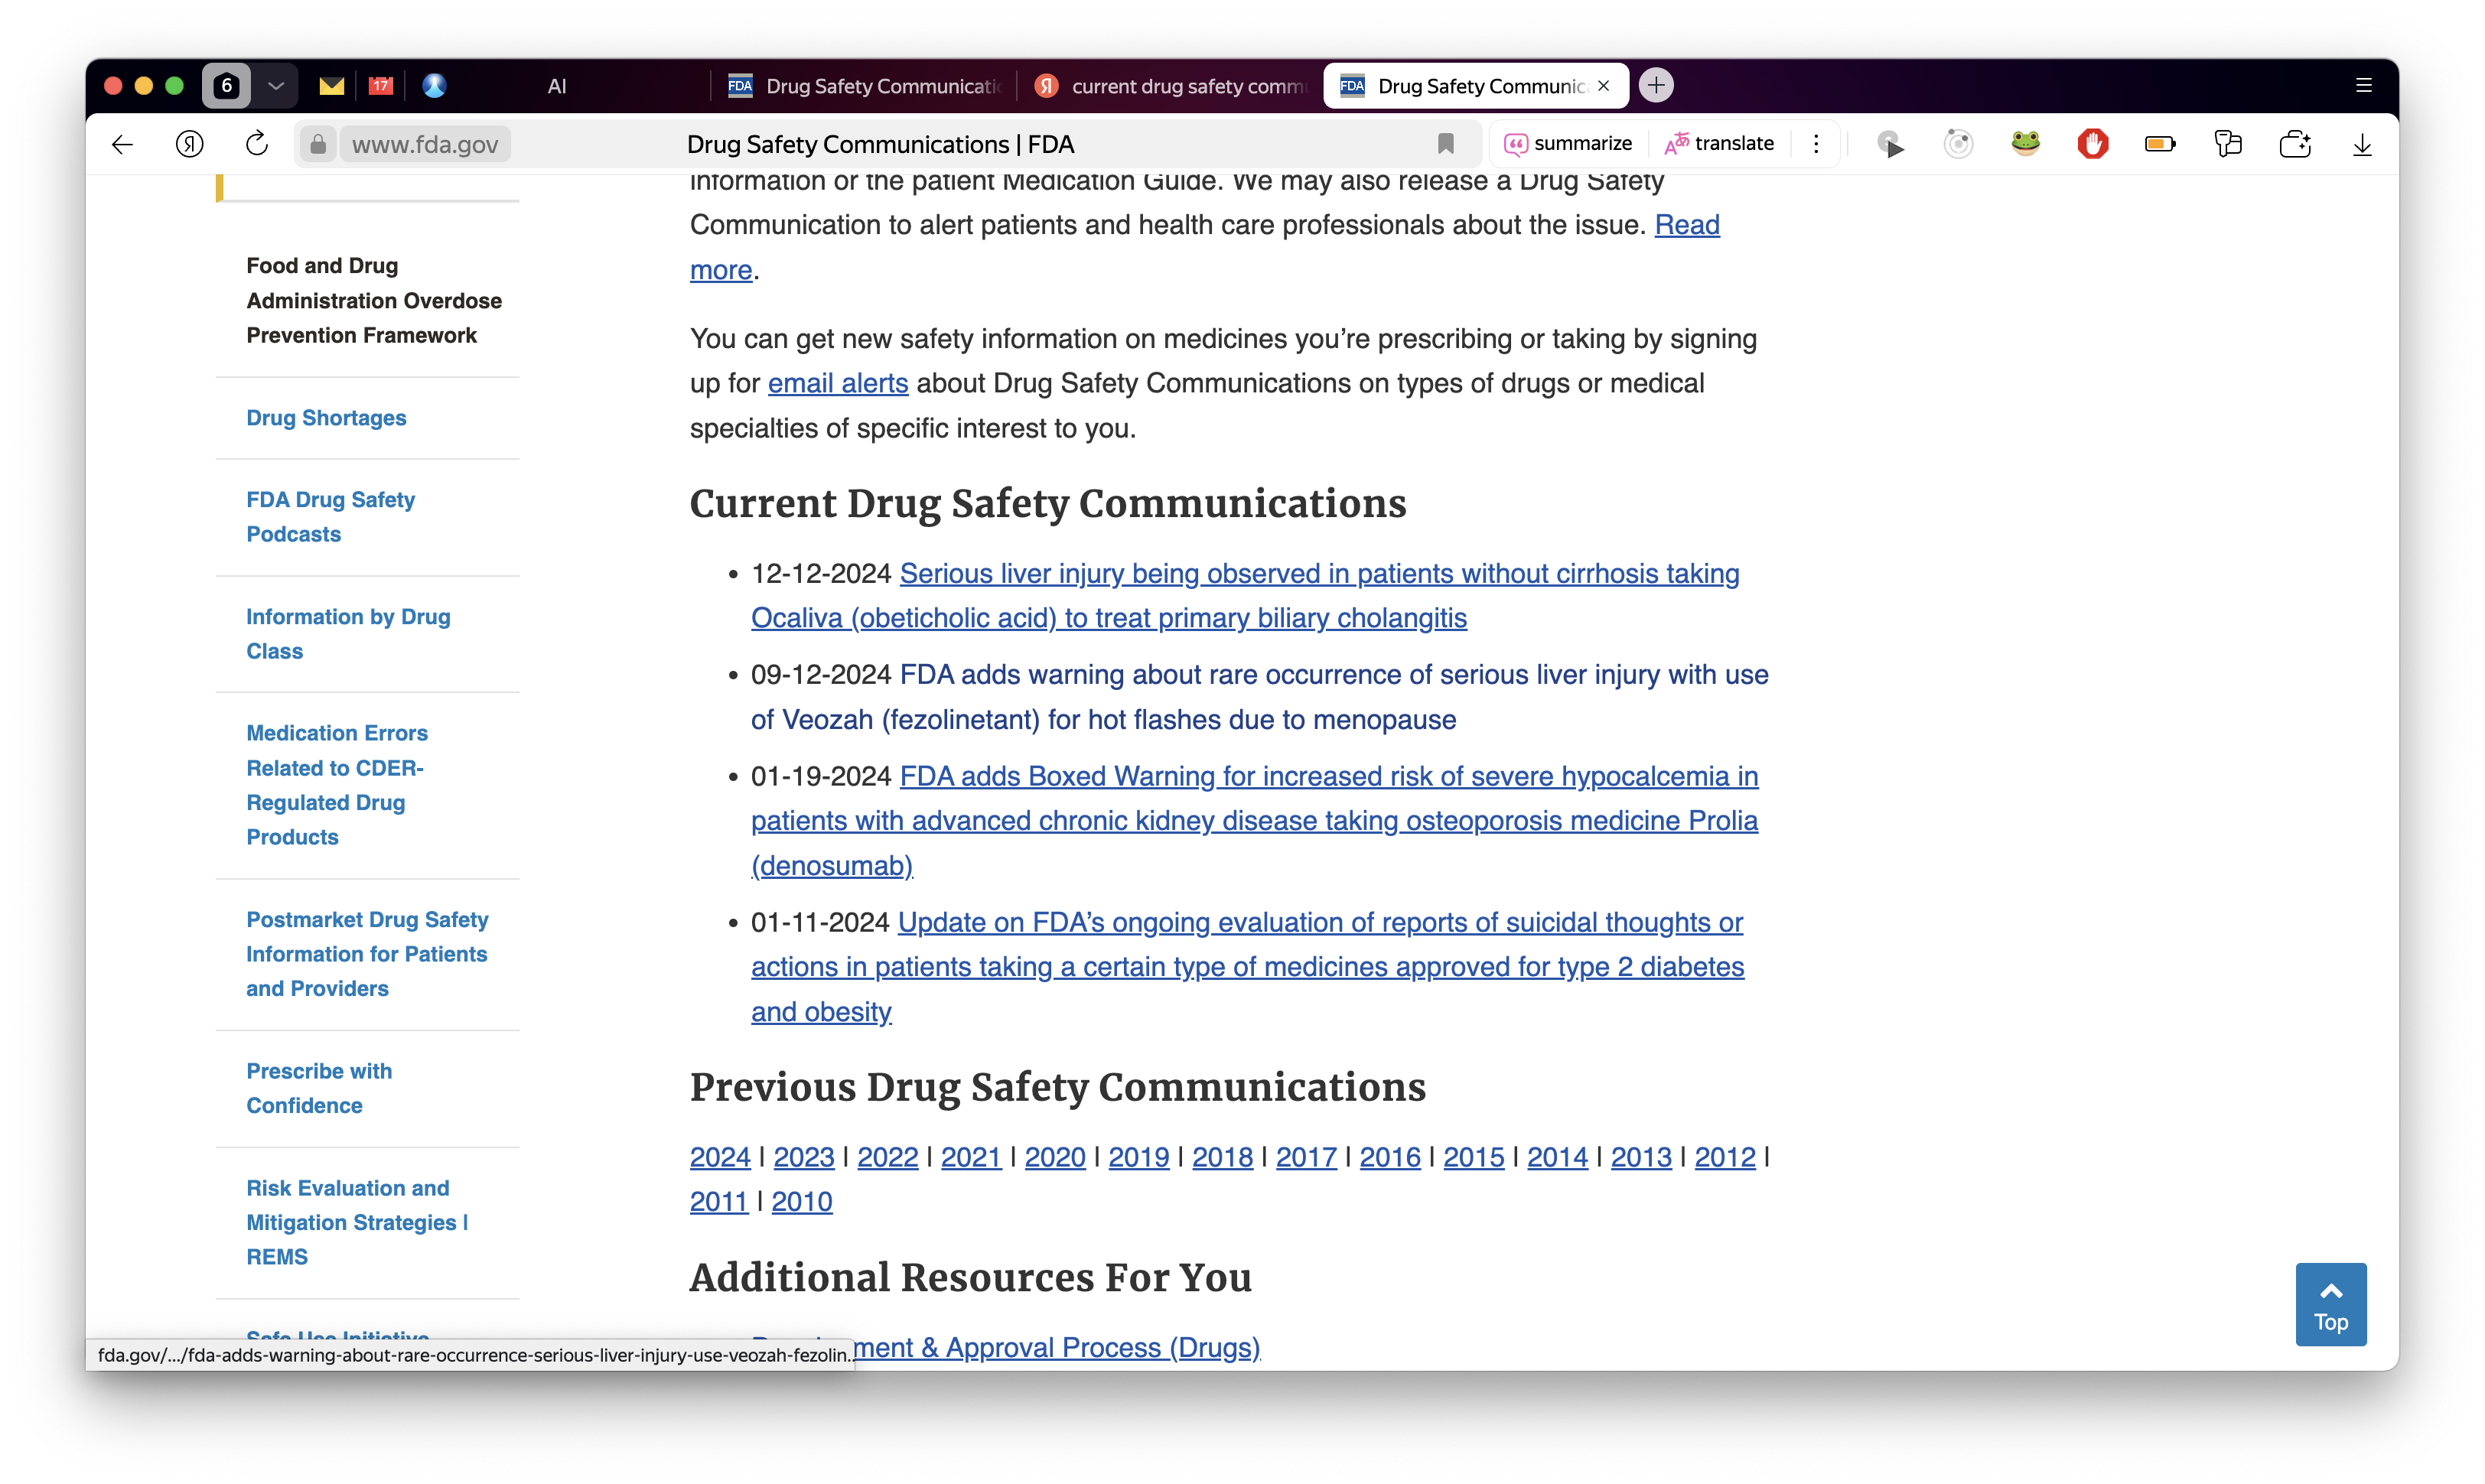 6
17
AI
FDA Drug Safety Communicatio
Я current drug safety comm
FDA Drug Safety Communic
Я
www.fda.gov
Drug Safety Communications | FDA
summarize
translate
information or the patient Medication Guide. We may also release a Drug Safety
Communication to alert patients and health care professionals about the issue. Read
more.
You can get new safety information on medicines you’re prescribing or taking by signing
up for email alerts about Drug Safety Communications on types of drugs or medical
specialties of specific interest to you.
Current Drug Safety Communications
12-12-2024 Serious liver injury being observed in patients without cirrhosis taking
Ocaliva (obeticholic acid) to treat primary biliary cholangitis
09-12-2024 FDA adds warning about rare occurrence of serious liver injury with use
of Veozah (fezolinetant) for hot flashes due to menopause
01-19-2024 FDA adds Boxed Warning for increased risk of severe hypocalcemia in
patients with advanced chronic kidney disease taking osteoporosis medicine Prolia
(denosumab)
01-11-2024 Update on FDA’s ongoing evaluation of reports of suicidal thoughts or
actions in patients taking a certain type of medicines approved for type 2 diabetes
and obesity
Previous Drug Safety Communications
2024 | 2023 | 2022 | 2021 | 2020 | 2019 | 2018 | 2017 | 2016 | 2015 | 2014 | 2013 | 2012 |
2011 | 2010
Additional Resources For You
ment & Approval Process (Drugs)
Food and Drug
Administration Overdose
Prevention Framework
Drug Shortages
FDA Drug Safety
Podcasts
Information by Drug
Class
Medication Errors
Related to CDER-
Regulated Drug
Products
Postmarket Drug Safety
Information for Patients
and Providers
Prescribe with
Confidence
Risk Evaluation and
Mitigation Strategies |
REMS
Safe Use Initiative
fda.gov/.../fda-adds-warning-about-rare-occurrence-serious-liver-injury-use-veozah-fezolin...
Top